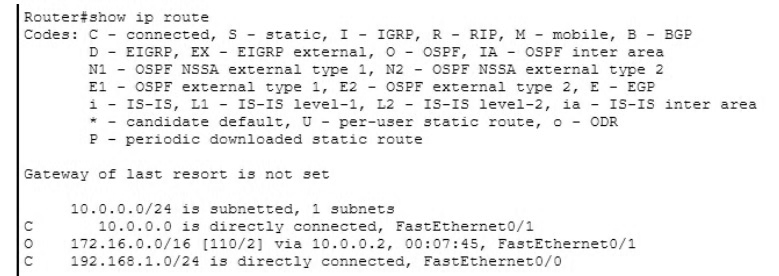 Router#show ip route
Codes: C - connected, S - static, I - IGRP, R - RIP, M - mobile, B - BGP
       D - EIGRP, EX - EIGRP external, O - OSPF, IA - OSPF inter area
       N1 - OSPF NSSA external type 1, N2 - OSPF NSSA external type 2
       E1 - OSPF external type 1, E2 - OSPF external type 2, E - EGP
       i - IS-IS, L1 - IS-IS level-1, L2 - IS-IS level-2, ia - IS-IS inter area
       * - candidate default, U - per-user static route, o - ODR
       P - periodic downloaded static route
Gateway of last resort is not set
     10.0.0.0/24 is subnetted, 1 subnets
C       10.0.0.0 is directly connected, FastEthernet0/1
O    172.16.0.0/16 [110/2] via 10.0.0.2, 00:07:45, FastEthernet0/1
C    192.168.1.0/24 is directly connected, FastEthernet0/0